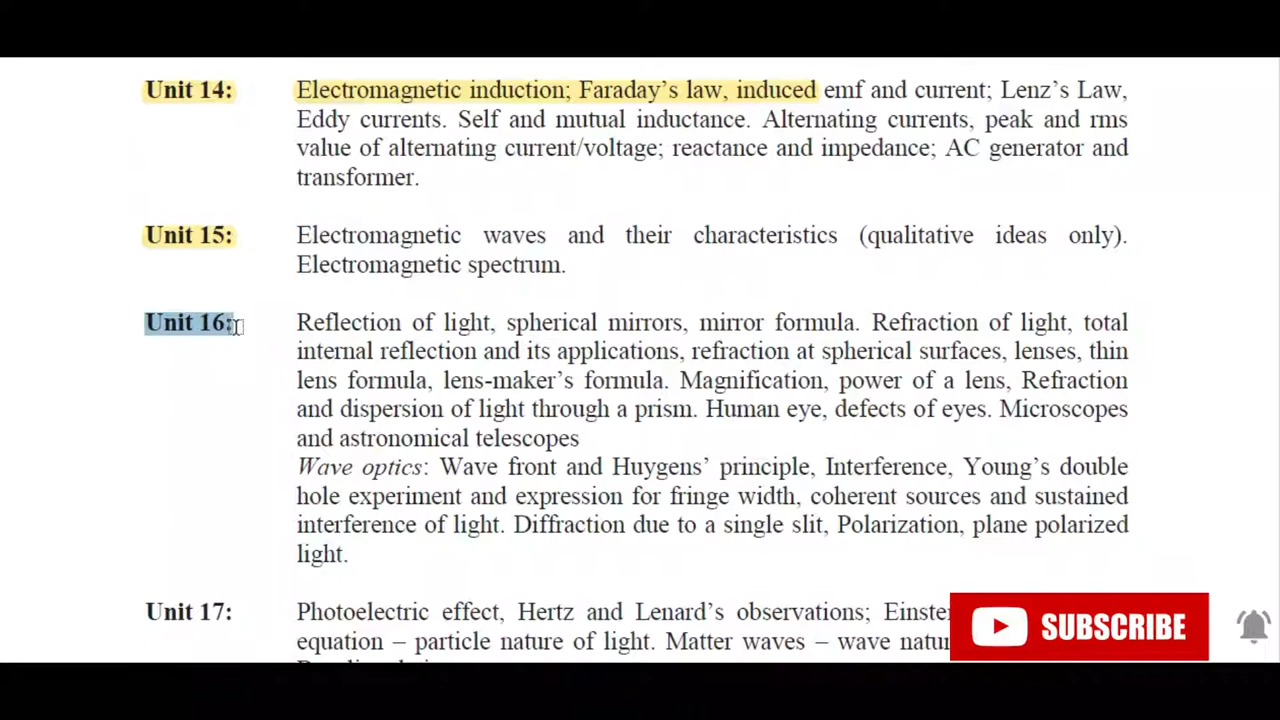 Unit 14: Electromagnetic induction; Faraday's law, induced emf and current; Lenz's Law,
Eddy currents. Self and mutual inductance. Alternating currents, peak and rms
value of alternating current/voltage; reactance and impedance; AC generator and
transformer.
Unit 15: Electromagnetic waves and their characteristics (qualitative ideas only).
Electromagnetic spectrum.
Unit 16: Reflection of light, spherical mirrors, mirror formula. Refraction of light, total
internal reflection and its applications, refraction at spherical surfaces, lenses, thin
lens formula, lens-maker's formula. Magnification, power of a lens, Refraction
and dispersion of light through a prism. Human eye, defects of eyes. Microscopes
and astronomical telescopes
Wave optics: Wave front and Huygens' principle, Interference, Young's double
hole experiment and expression for fringe width, coherent sources and sustained
interference of light. Diffraction due to a single slit, Polarization, plane polarized
light.
Unit 17: Photoelectric effect, Hertz and Lenard's observations;
equation – particle nature of light. Matter waves – wave
SUBSCRIBE